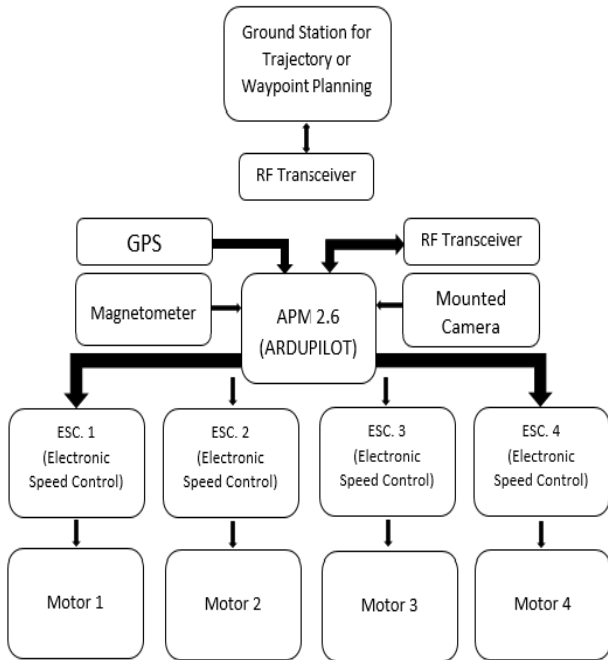 Ground Station for
Trajectory or
Waypoint Planning
RF Transceiver
GPS
RF Transceiver
Magnetometer
APM 2.6
(ARDUPILOT)
Mounted
Camera
ESC. 1
(Electronic
Speed Control)
ESC. 2
(Electronic
Speed Control)
ESC. 3
(Electronic
Speed Control)
ESC. 4
(Electronic
Speed Control)
Motor 1
Motor 2
Motor 3
Motor 4